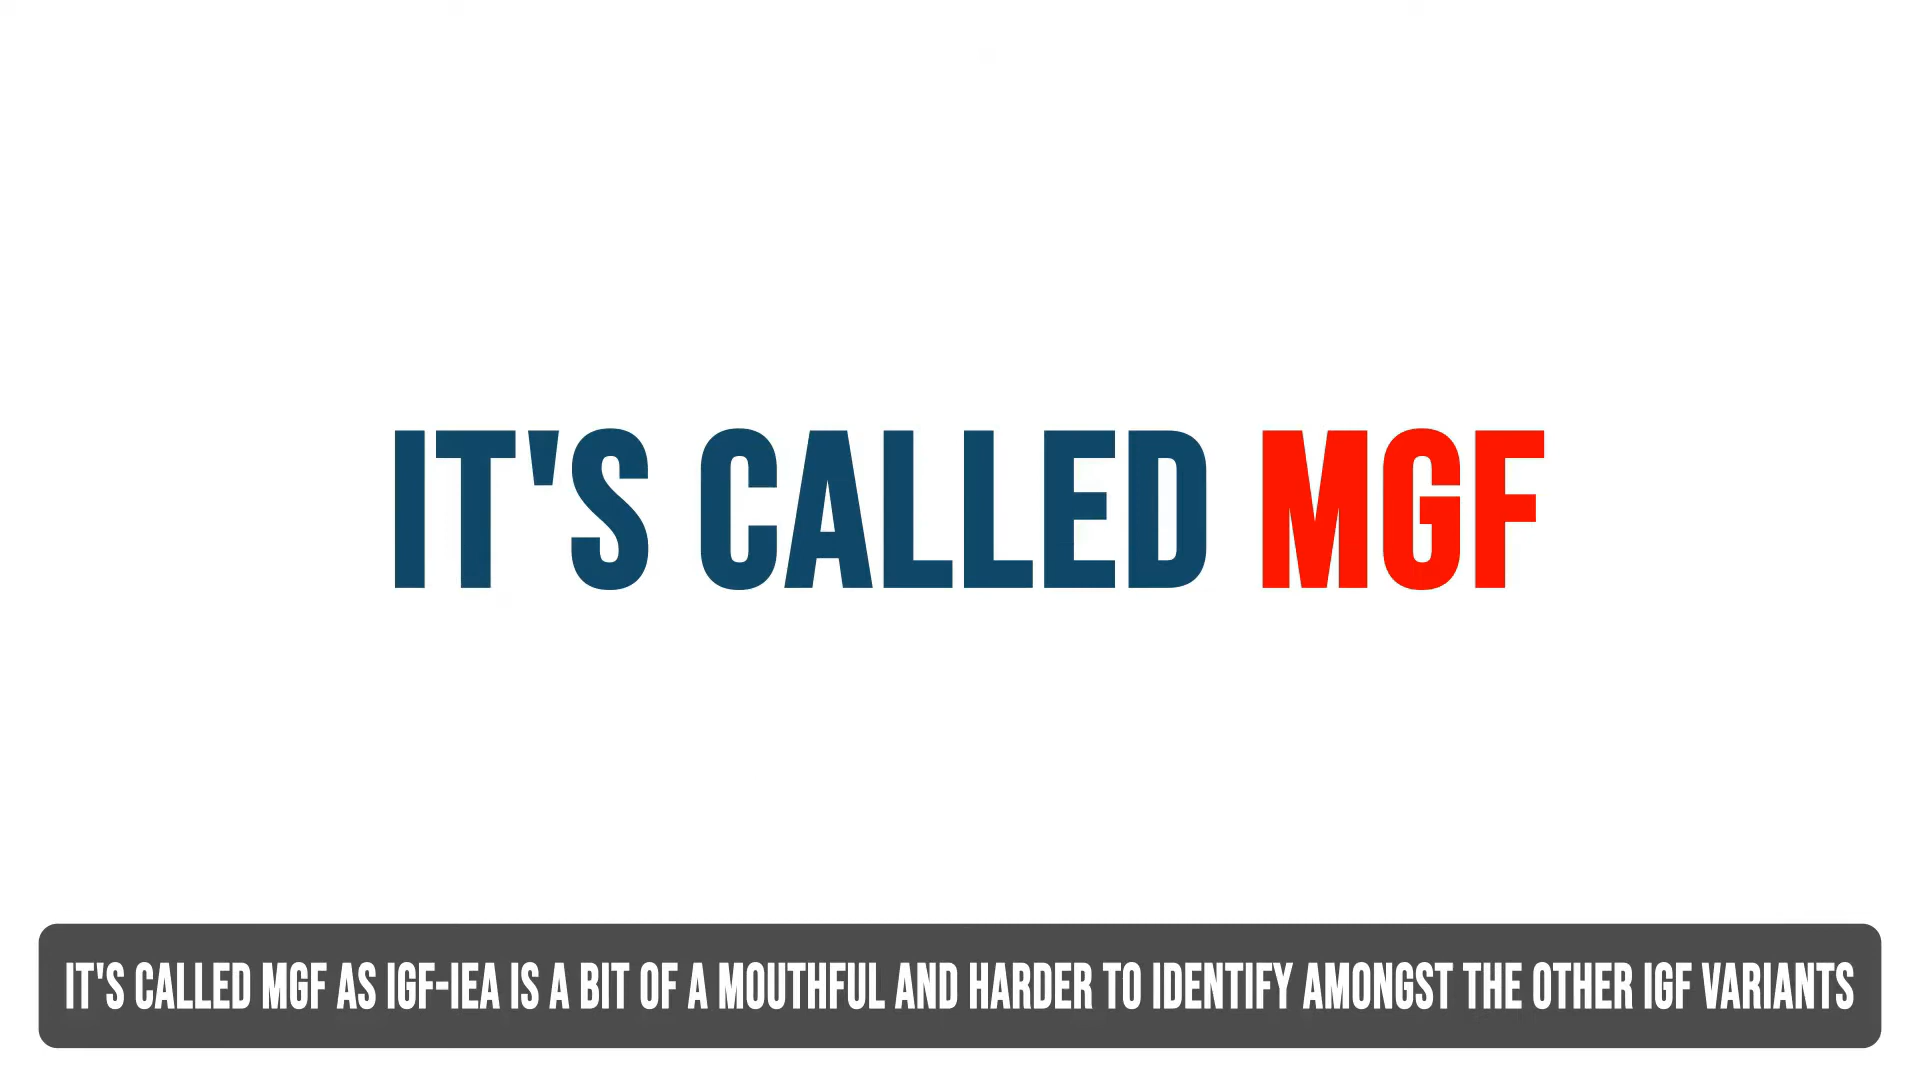 IT'S CALLED MGF
IT'S CALLED MGF AS IGF-IEA IS A BIT OF A MOUTHFUL AND HARDER TO IDENTIFY AMONGST THE OTHER IGF VARIANTS